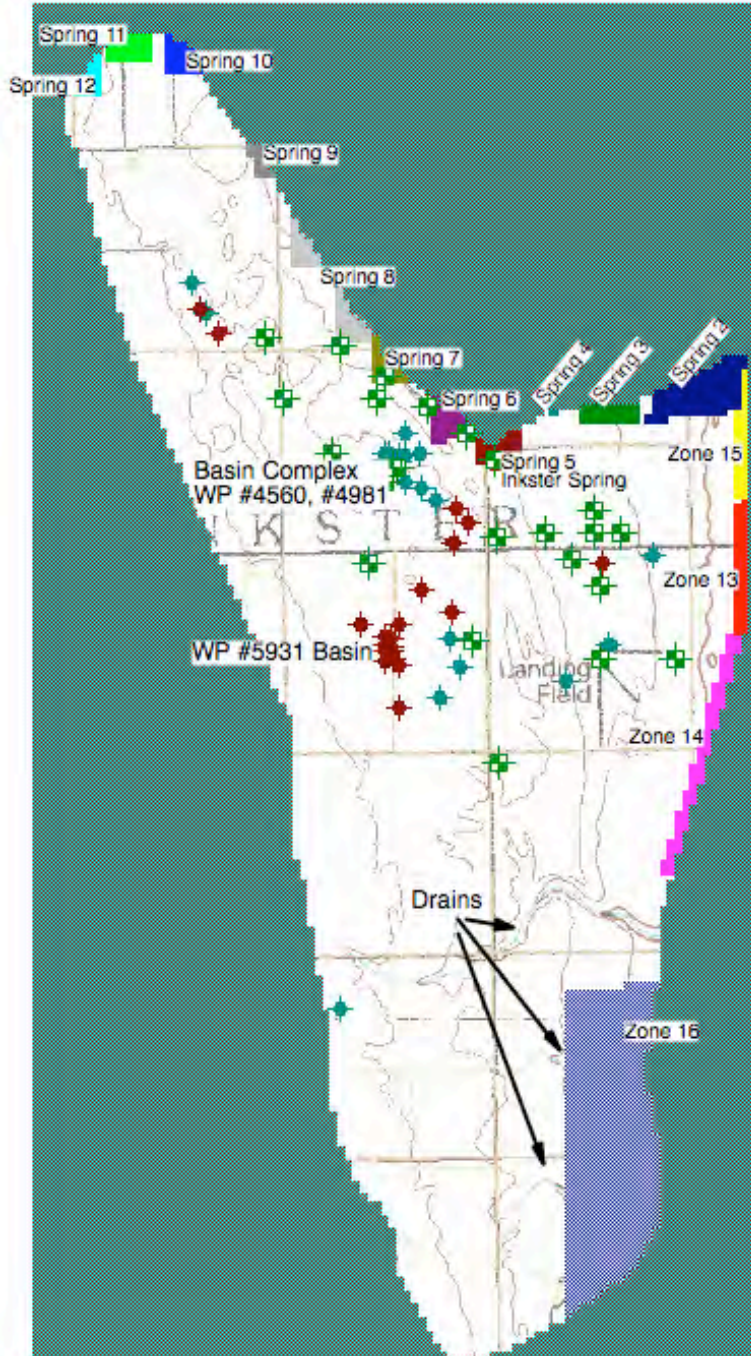 Spring 11
Spring 10
Spring 12
Spring 9
Spring 8
Spring 7
Spring 6
Spring 4
Spring 3
Spring 2
Spring 5
Inkster Spring
Zone 15
Basin Complex
WP #4560, #4981
K S T E R
Zone 13
WP #5931 Basin
Landing
Field
Zone 14
Drains
Zone 16